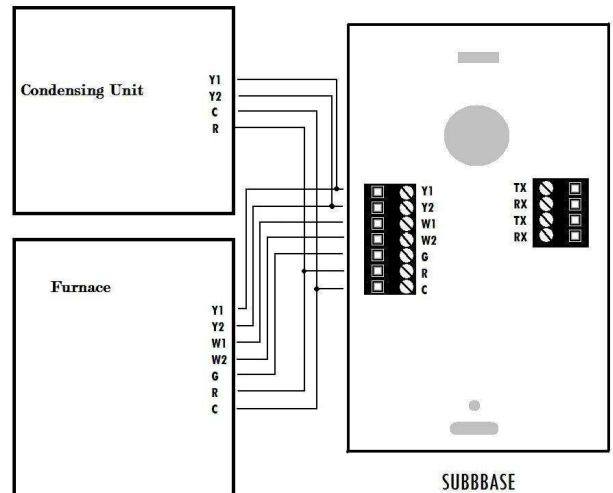 Condensing Unit
Y1
Y2
C
R
Furnace
Y1
Y2
W1
W2
G
R
C
Y1
Y2
W1
W2
G
R
C
TX
RX
TX
RX
SUBBBASE